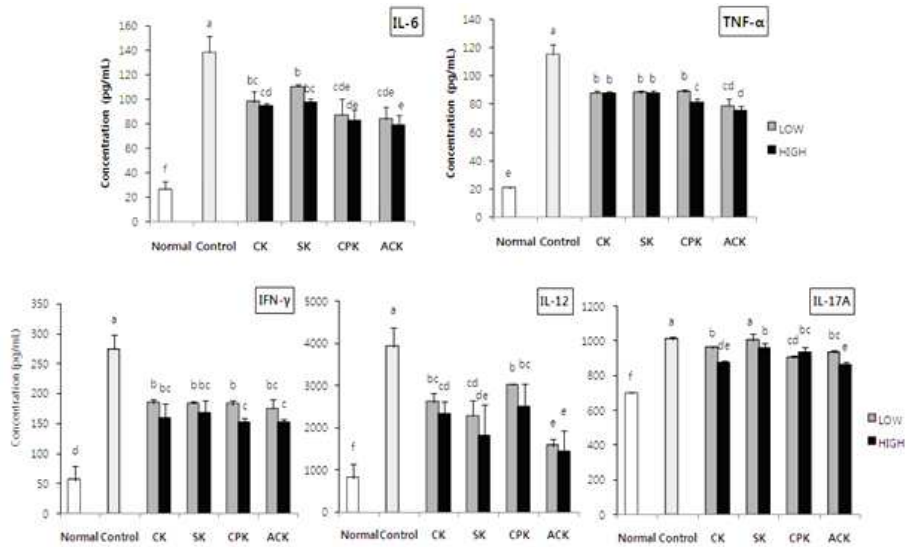 IL-6
Concentration (pg/mL)
160
140
120
100
80
60
40
20
0
f
a
bc
cd
b
bc
cde
de
cde
e
Normal Control CK SK CPK ACK
TNF-α
Concentration (pg/mL)
140
120
100
80
60
40
20
0
e
a
b
b
b
b
b
c
cd
d
Normal Control CK SK CPK ACK
LOW
HIGH
IFN-γ
Concentration (pg/mL)
350
300
250
200
150
100
50
0
d
a
b
bc
b
bc
b
c
bc
c
Normal Control CK SK CPK ACK
IL-12
5000
4000
3000
2000
1000
0
f
a
bc
cd
cd
de
b
bc
e
e
Normal Control CK SK CPK ACK
IL-17A
1200
1000
800
600
400
200
0
f
a
b
de
a
b
cd
bc
bc
e
Normal Control CK SK CPK ACK
LOW
HIGH